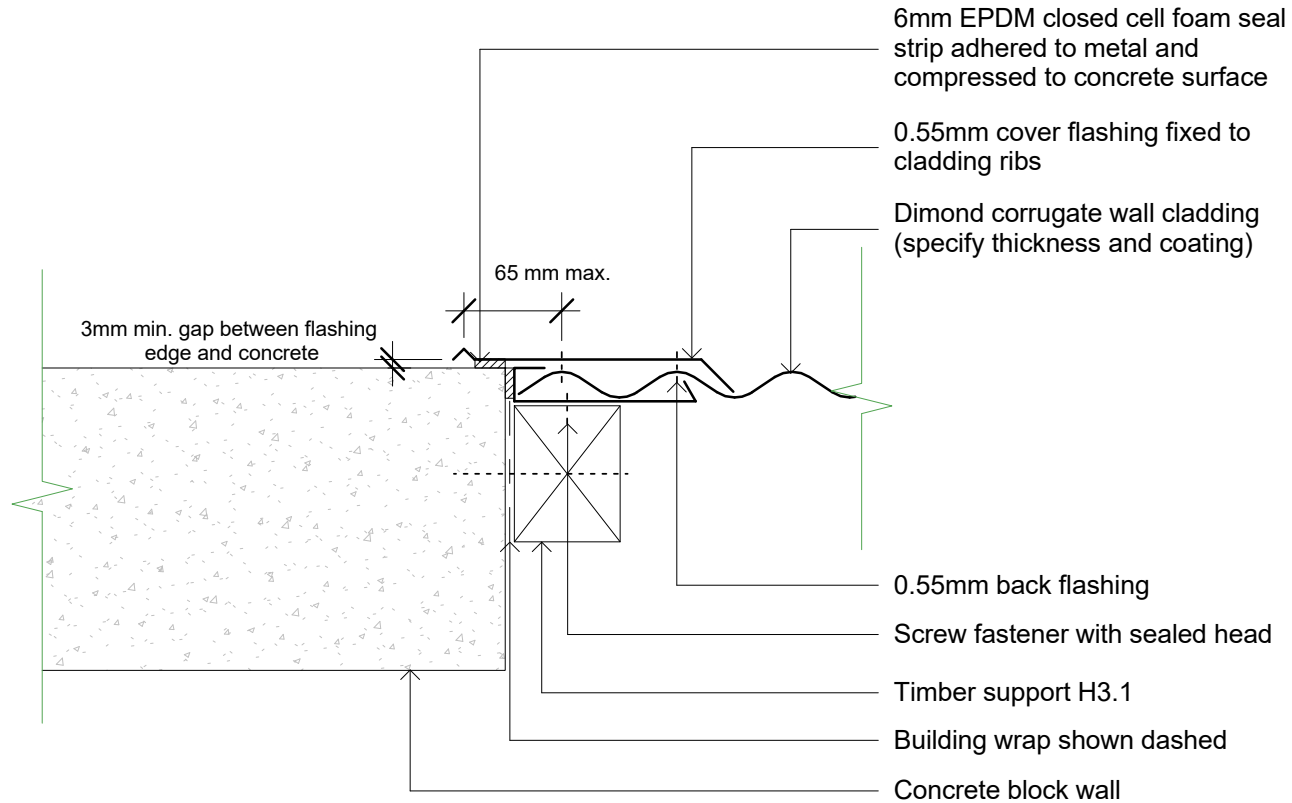 6mm EPDM closed cell foam seal
strip adhered to metal and
compressed to concrete surface
0.55mm cover flashing fixed to
cladding ribs
Dimond corrugate wall cladding
(specify thickness and coating)
65 mm max.
3mm min. gap between flashing
edge and concrete
0.55mm back flashing
Screw fastener with sealed head
Timber support H3.1
Building wrap shown dashed
Concrete block wall